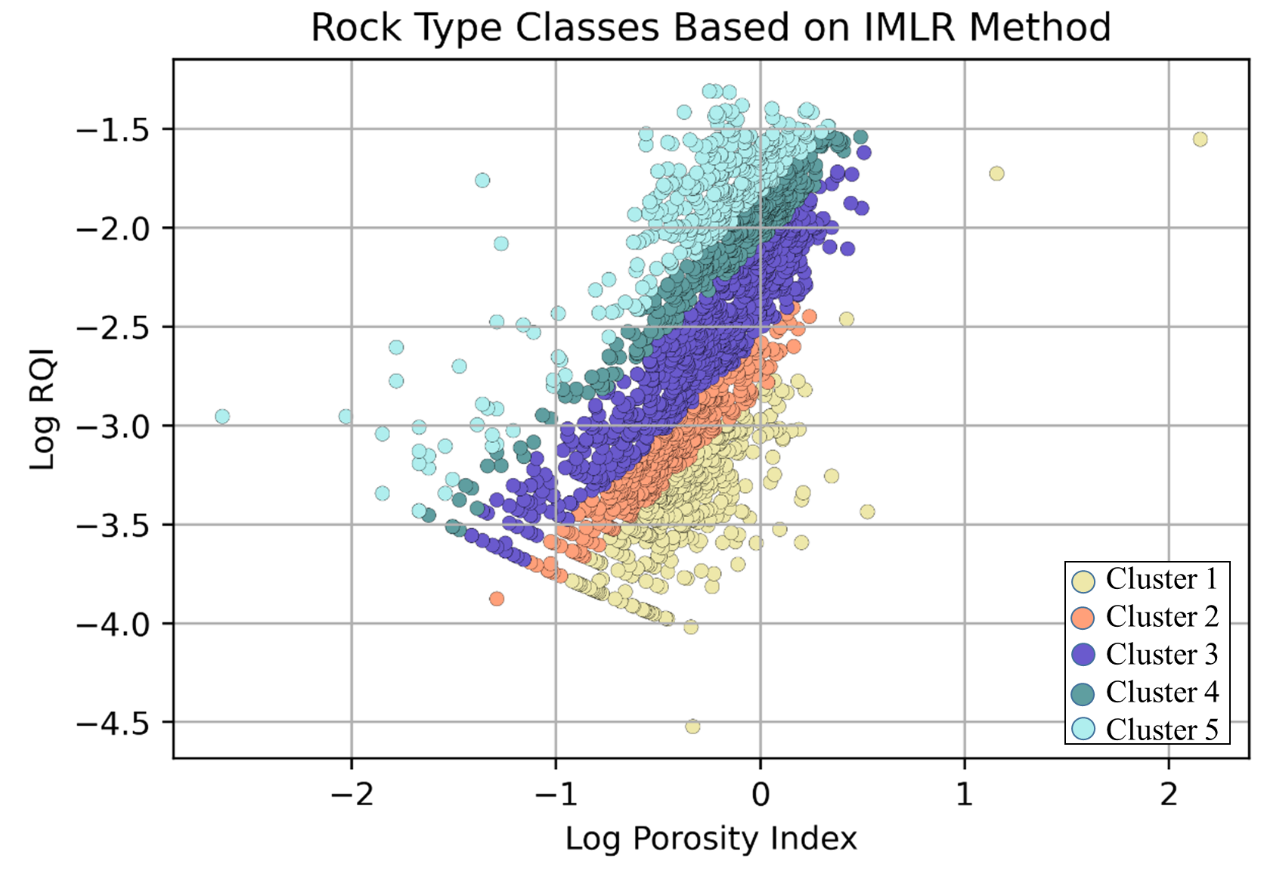 Rock Type Classes Based on IMLR Method
−1.5
−2.0
−2.5
−3.0
−3.5
−4.0
−4.5
Log RQI
Cluster 1
Cluster 2
Cluster 3
Cluster 4
Cluster 5
−2 −1 0 1 2
Log Porosity Index